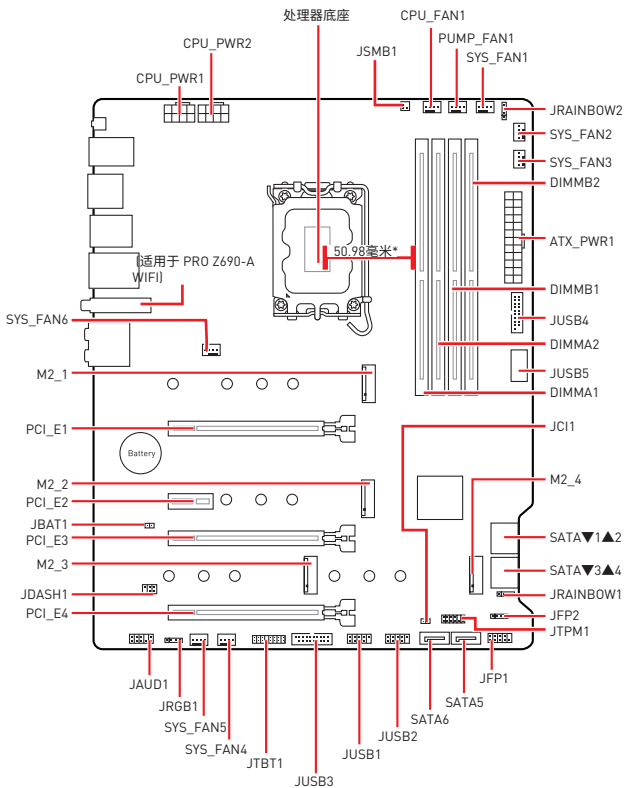 处理器底座
CPU_FAN1
PUMP_FAN1
SYS_FAN1
CPU_PWR2
JSMB1
CPU_PWR1
JRAINBOW2
SYS_FAN2
SYS_FAN3
DIMMB2
ATX_PWR1
50.98毫米*
(适用于 PRO Z690-A
WIFI)
DIMMB1
SYS_FAN6
JUSB4
DIMMA2
M2_1
JUSB5
DIMMA1
PCI_E1
JCI1
Battery
M2_2
M2_4
PCI_E2
JBAT1
PCI_E3
SATA▼1▲2
M2_3
SATA▼3▲4
JDASH1
JRAINBOW1
PCI_E4
JFP2
JTPM1
JAUD1
JFP1
JRGB1
SATA5
SYS_FAN5
SATA6
SYS_FAN4
JUSB2
JTBT1
JUSB1
JUSB3